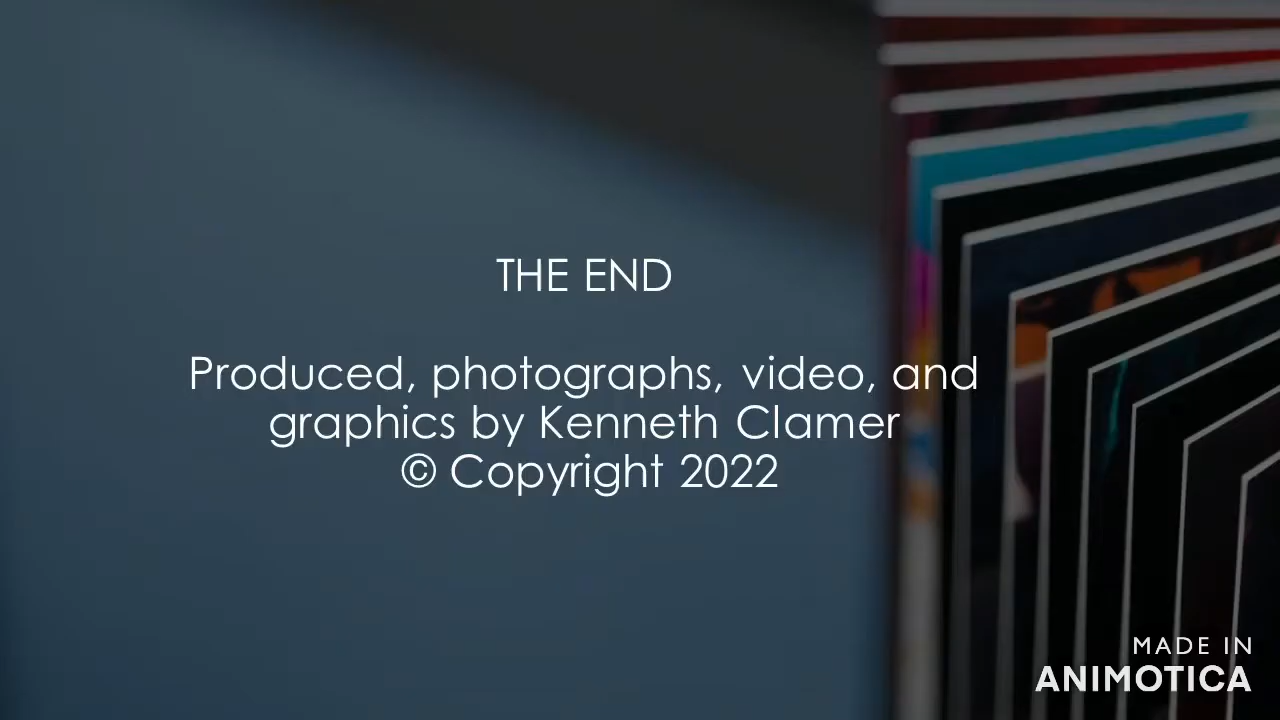 THE END
Produced, photographs, video, and
graphics by Kenneth Clamer
© Copyright 2022
MADE IN
ANIMOTICA